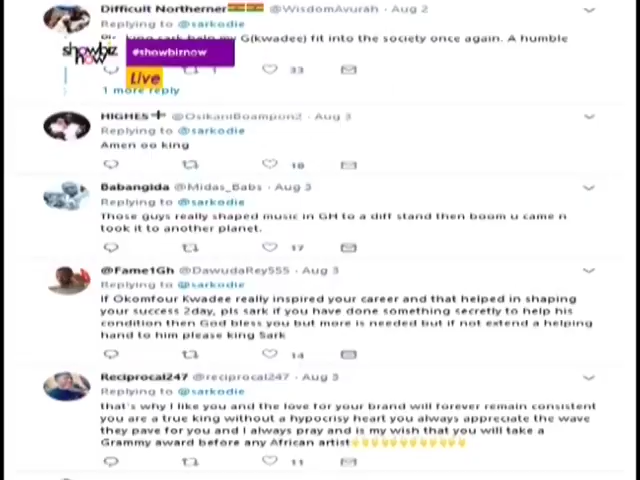 Difficult Northerner @WisdomAvurah - Aug 2
Replying to @sarkodie
king sark help my G(kwadee) fit into the society once again. A humble
showbiz
now
#showbiznow
1
33
Live
1 more reply
HIGHES @OsikaniBoampon2 - Aug 3
Replying to @sarkodie
Amen oo king
18
Babangida @Midas_Babs - Aug 3
Replying to @sarkodie
Those guys really shaped music in GH to a diff stand then boom u came n
took it to another planet.
17
@Fame1Gh @DawudaRey555 - Aug 3
Replying to @sarkodie
If Okomfour Kwadee really inspired your career and that helped in shaping
your success 2day, pls sark if you have done something secretly to help his
condition then God bless you but more is needed but if not extend a helping
hand to him please king Sark
14
Reciprocal247 @reciprocal247 - Aug 3
Replying to @sarkodie
that's why I like you and the love for your brand will forever remain consistent
you are a true king without a hypocrisy heart you always appreciate the wave
they pave for you and I always pray and is my wish that you will take a
Grammy award before any African artist
11